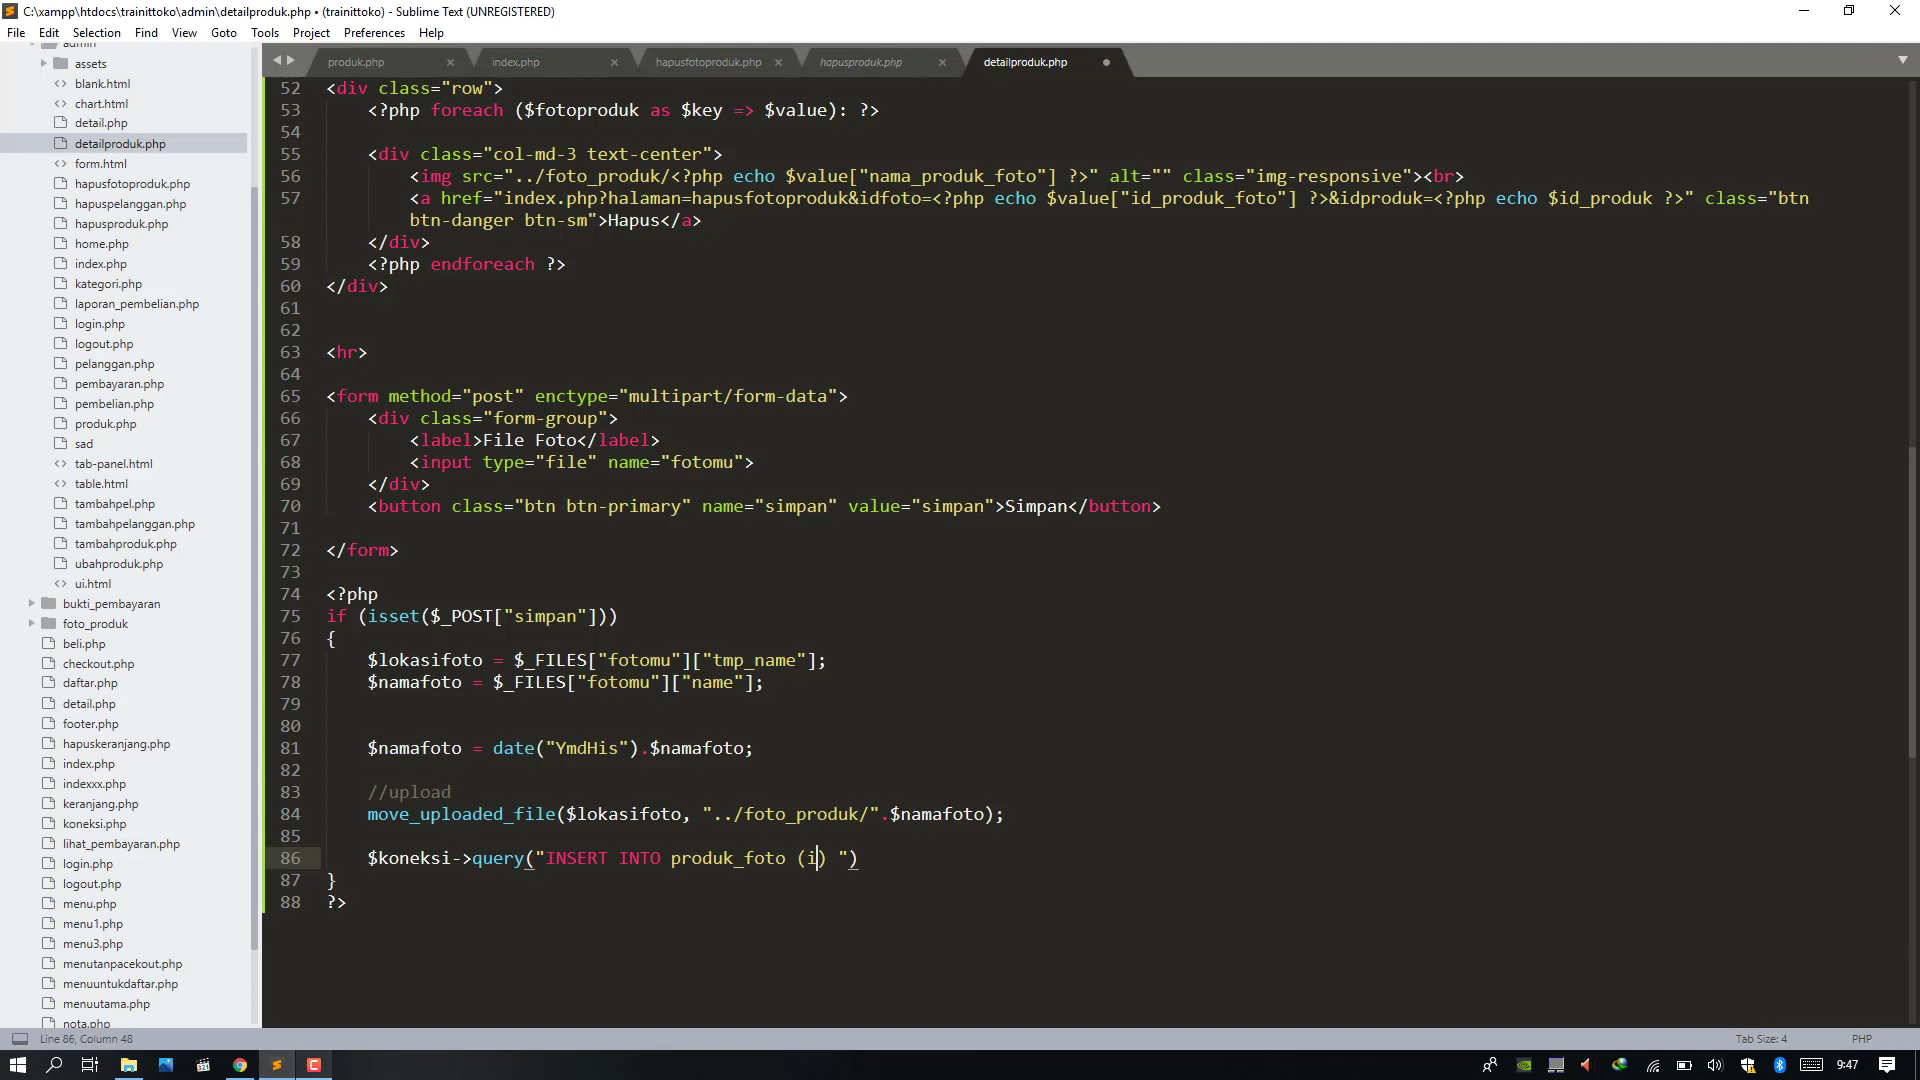 C:\xampp\htdocs\trainittoko\admin\detailproduk.php • (trainittoko) - Sublime Text (UNREGISTERED)
File Edit Selection Find View Goto Tools Project Preferences Help
admin
assets
blank.html
chart.html
detail.php
detailproduk.php
form.html
hapusfotoproduk.php
hapuspelanggan.php
hapusproduk.php
home.php
index.php
kategori.php
laporan_pembelian.php
login.php
logout.php
pelanggan.php
pembayaran.php
pembelian.php
produk.php
sad
tab-panel.html
table.html
tambahpel.php
tambahpelanggan.php
tambahproduk.php
ubahproduk.php
ui.html
bukti_pembayaran
foto_produk
beli.php
checkout.php
daftar.php
detail.php
footer.php
hapuskeranjang.php
index.php
indexxx.php
keranjang.php
koneksi.php
lihat_pembayaran.php
login.php
logout.php
menu.php
menu1.php
menu3.php
menutanpacekout.php
menuuntukdaftar.php
menuutama.php
nota.php
produk.php index.php hapusfotoproduk.php hapusproduk.php detailproduk.php
52 <div class="row">
53 <?php foreach ($fotoproduk as $key => $value): ?>
54
55 <div class="col-md-3 text-center">
56 <img src="../foto_produk/<?php echo $value["nama_produk_foto"] ?>" alt="" class="img-responsive"><br>
57 <a href="index.php?halaman=hapusfotoproduk&idfoto=<?php echo $value["id_produk_foto"] ?>&idproduk=<?php echo $id_produk ?>" class="btn
btn-danger btn-sm">Hapus</a>
58 </div>
59 <?php endforeach ?>
60 </div>
61
62
63 <hr>
64
65 <form method="post" enctype="multipart/form-data">
66 <div class="form-group">
67 <label>File Foto</label>
68 <input type="file" name="fotomu">
69 </div>
70 <button class="btn btn-primary" name="simpan" value="simpan">Simpan</button>
71
72 </form>
73
74 <?php
75 if (isset($_POST["simpan"]))
76 {
77 $lokasifoto = $_FILES["fotomu"]["tmp_name"];
78 $namafoto = $_FILES["fotomu"]["name"];
79
80
81 $namafoto = date("YmdHis").$namafoto;
82
83 //upload
84 move_uploaded_file($lokasifoto, "../foto_produk/".$namafoto);
85
86 $koneksi->query("INSERT INTO produk_foto (i) ")
87 }
88 ?>
Line 86, Column 48 Tab Size: 4 PHP
9:47